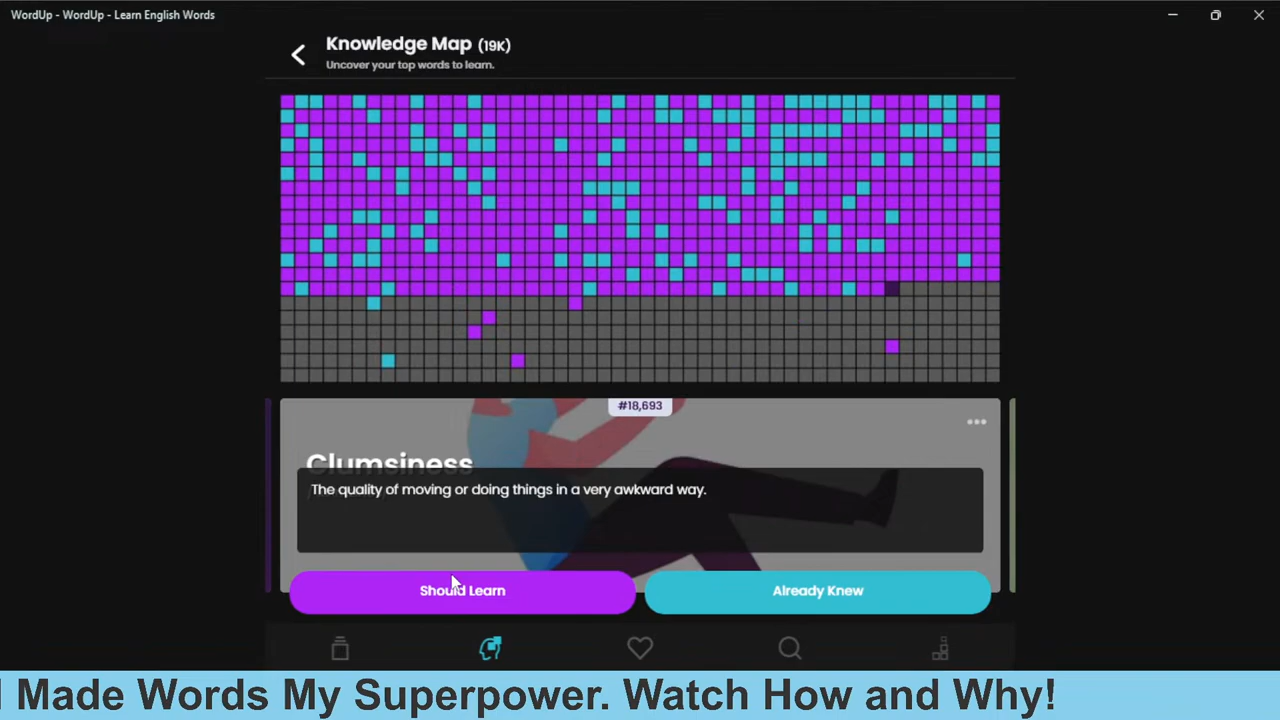 WordUp - WordUp - Learn English Words
Knowledge Map (19K)
Uncover your top words to learn.
#18,693
Clumsiness
The quality of moving or doing things in a very awkward way.
Should Learn
Already Knew
Made Words My Superpower. Watch How and Why!